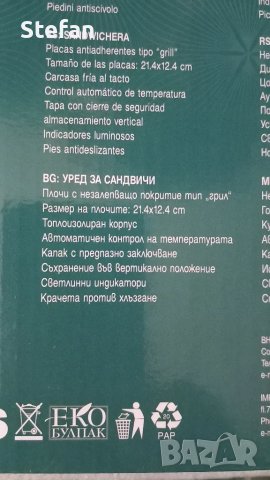 Stefan
Piedini antiscivolo
SANDWICHERA
Placas antiadherentes tipo "grill"
Tamaño de las placas: 21.4x12.4 cm
Carcasa fría al tacto
Control automático de temperatura
Tapa con cierre de seguridad
almacenamiento vertical
Indicadores luminosos
Pies antideslizantes
BG: УРЕД ЗА САНДВИЧИ
Плочи с незалепващо покритие тип „грил"
Размер на плочите: 21.4x12.4 cm
Топлоизолиран корпус
Автоматичен контрол на температурата
Капак с предпазно заключване
Съхранение във вертикално положение
Светлинни индикатори
Крачета против хлъзгане
ЕКО
БУЛПАК
20
PAP
BAZAR